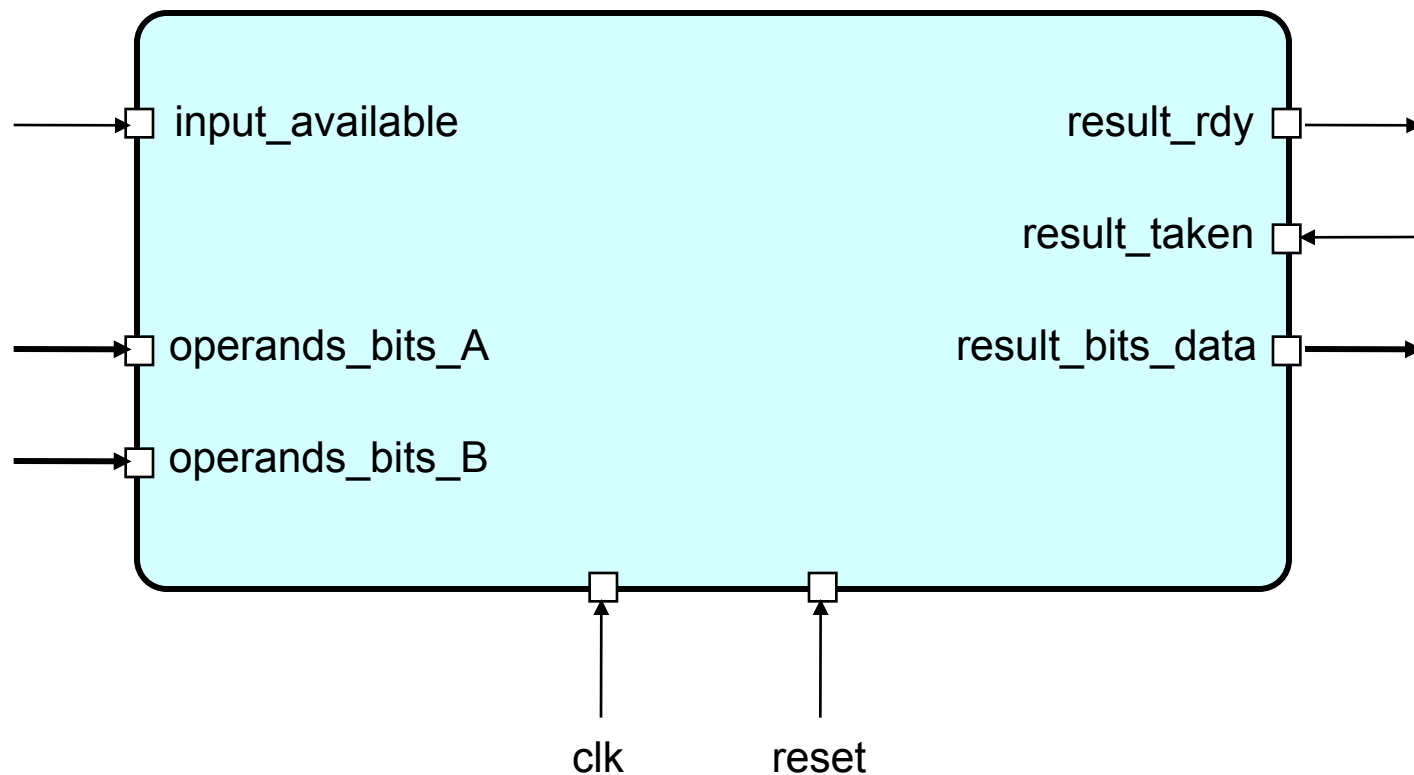 input_available
result_rdy
result_taken
operands_bits_A
result_bits_data
operands_bits_B
clk
reset